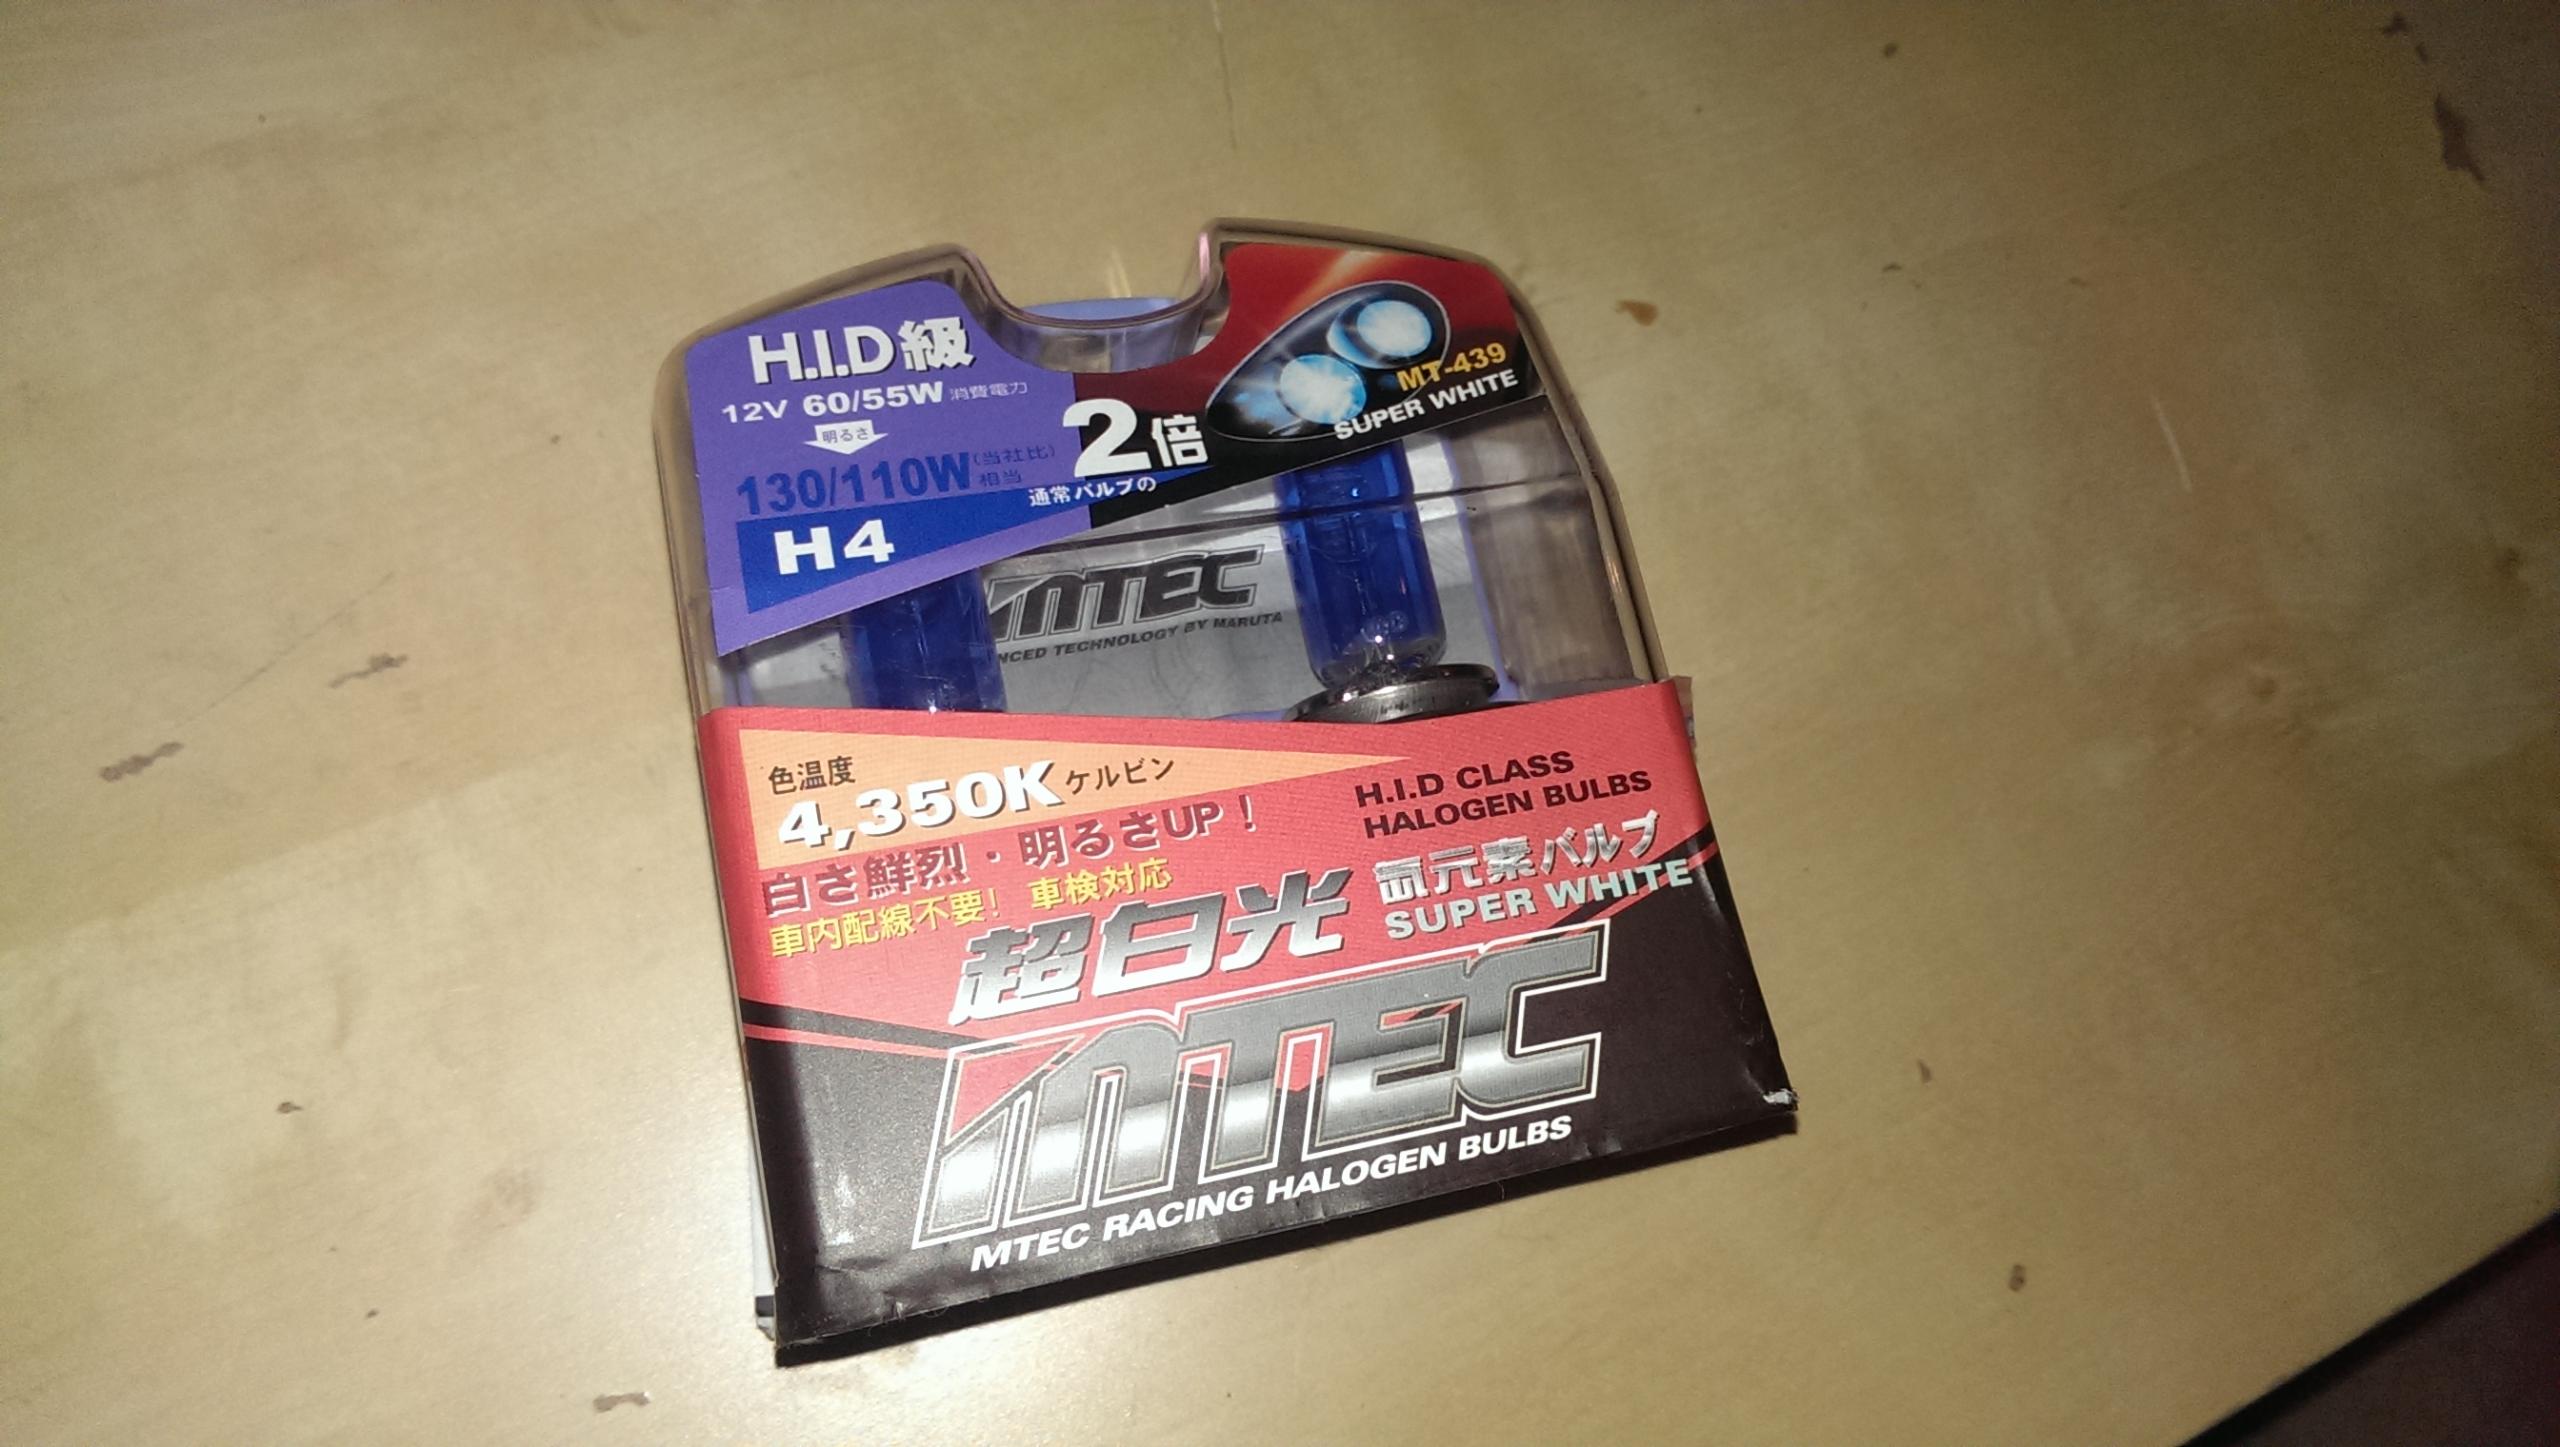 H.I.D級
12V 60/55W 消費電力
明るさ
130/110W (当社比)相当
2倍
通常バルブの
H4
MT-439
SUPER WHITE
MTEC
NCED TECHNOLOGY BY MARUTA
色温度
4,350K ケルビン
H.I.D CLASS
HALOGEN BULBS
白さ鮮烈・明るさUP!
車内配線不要! 車検対応
超白光
氙元素バルブ
SUPER WHITE
MTEC
MTEC RACING HALOGEN BULBS